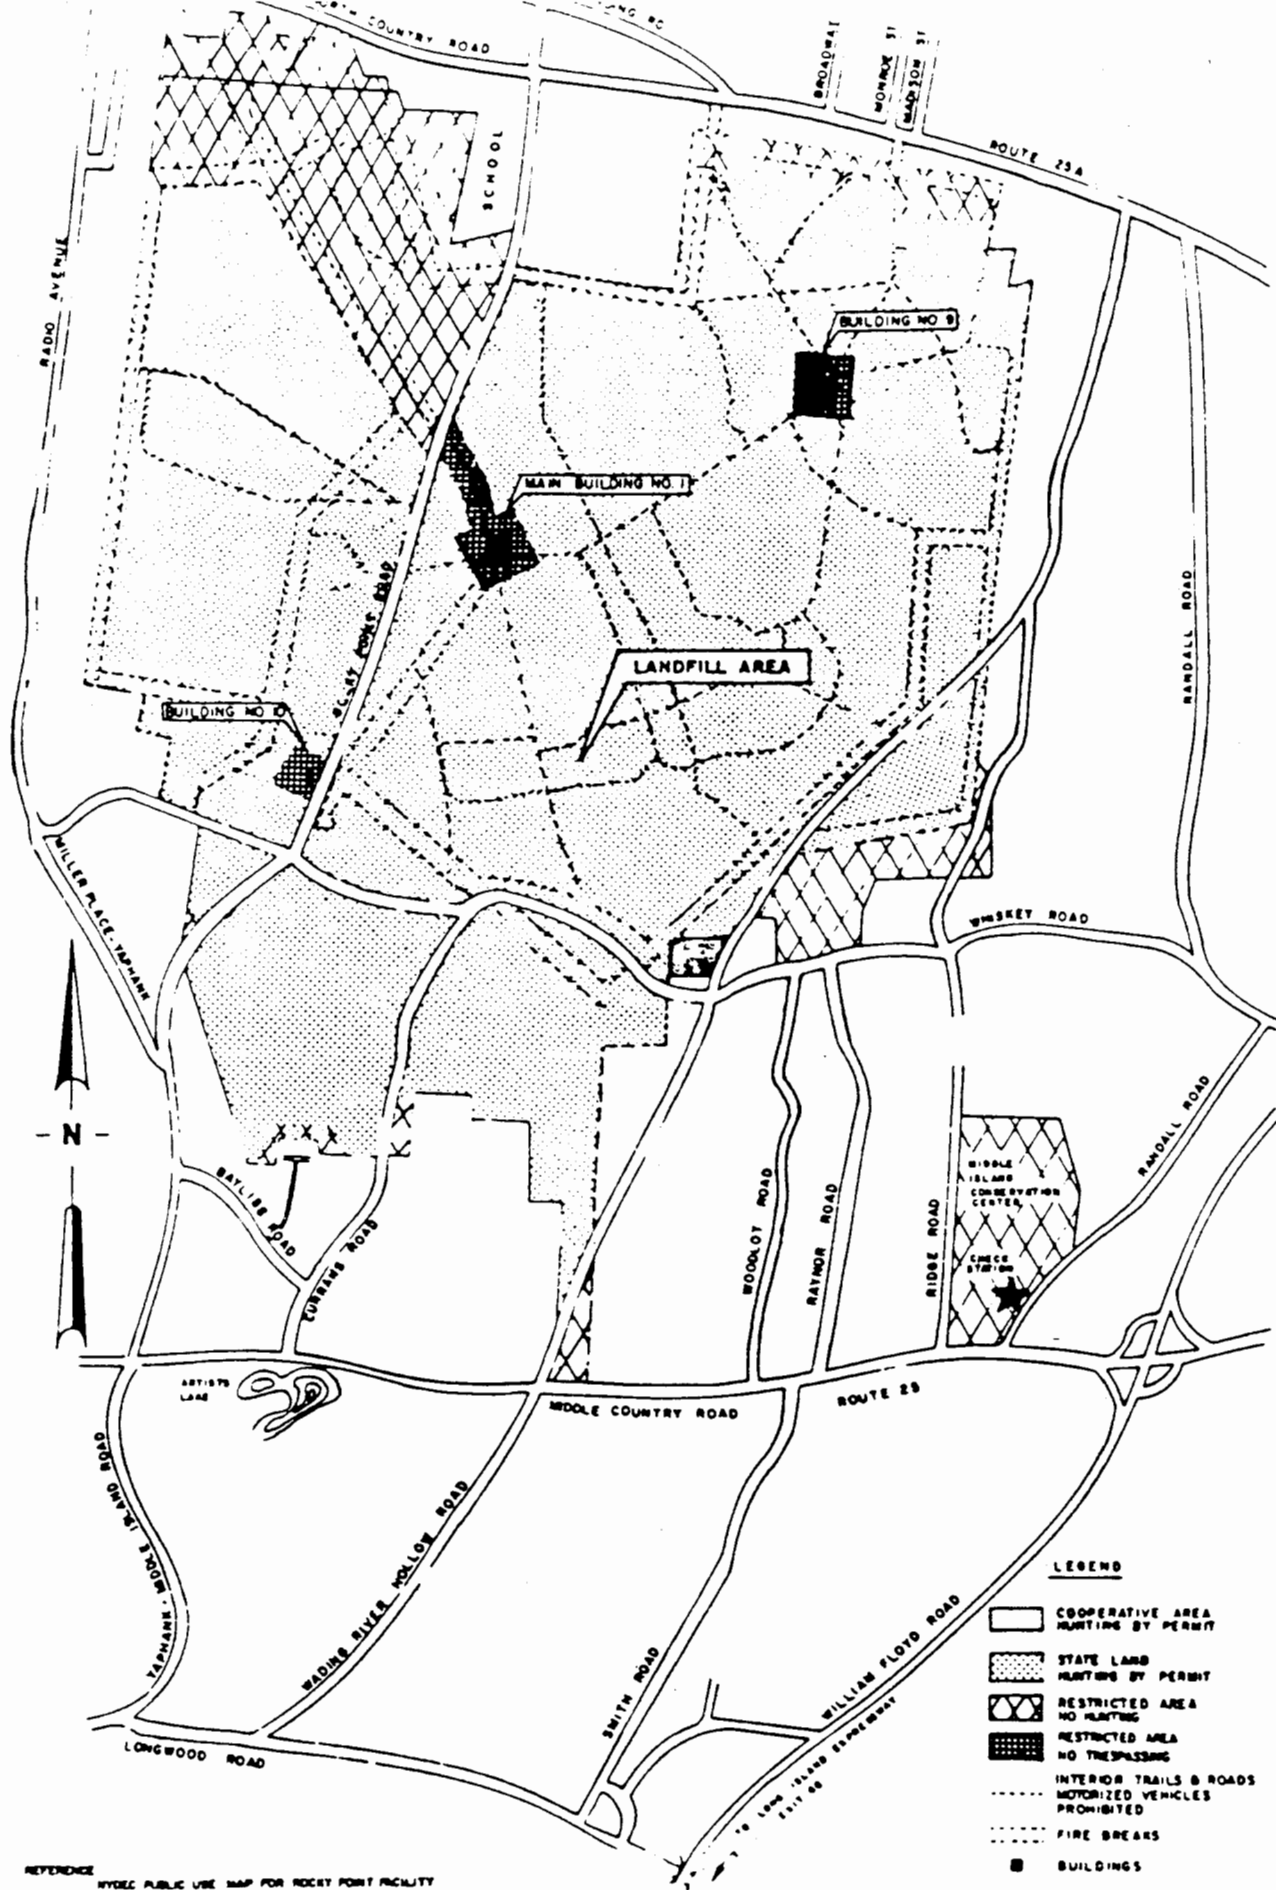 NORTH COUNTRY ROAD
BROADWAY
MONROE ST
MADISON ST
ROUTE 25A
SCHOOL
RADIO AVENUE
BUILDING NO 9
MAIN BUILDING NO. 1
ROCKY POINT ROAD
LANDFILL AREA
BUILDING NO 10
RANDALL ROAD
MILLER PLACE-YAPHANK
WHISKEY ROAD
N
BAYLISS ROAD
CURRANS ROAD
WOODLOT ROAD
RAYNOR ROAD
RIDGE ROAD
MIDDLE
ISLAND
CONSERVATION
CENTER
CHECK
STATION
RANDALL ROAD
ARTISTS
LAKE
MIDDLE COUNTRY ROAD
ROUTE 25
YAPHANK - MIDDLE ISLAND ROAD
WADING RIVER HOLLOW ROAD
SMITH ROAD
WILLIAM FLOYD ROAD
TO LONG ISLAND EXPRESSWAY
LONGWOOD ROAD
LEGEND
COOPERATIVE AREA
HUNTING BY PERMIT
STATE LAND
HUNTING BY PERMIT
RESTRICTED AREA
NO HUNTING
RESTRICTED AREA
NO TRESPASSING
INTERIOR TRAILS & ROADS
MOTORIZED VEHICLES
PROHIBITED
FIRE BREAKS
BUILDINGS
REFERENCE
NYDEC PUBLIC USE MAP FOR ROCKY POINT FACILITY